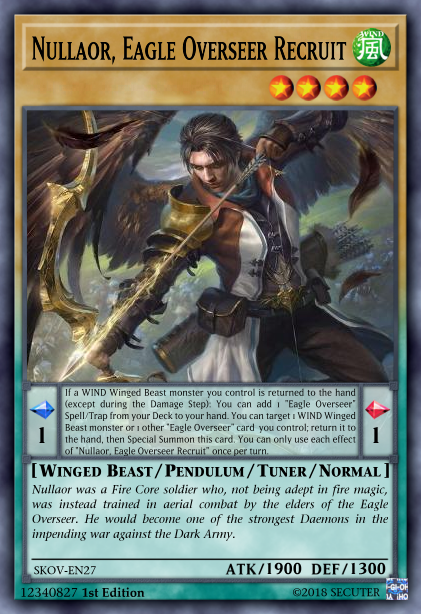 Nullaor, Eagle Overseer Recruit
WIND
風
If a WIND Winged Beast monster you control is returned to the hand
(except during the Damage Step): You can add 1 "Eagle Overseer"
Spell/Trap from your Deck to your hand. You can target 1 WIND Winged
Beast monster or 1 other "Eagle Overseer" card you control; return it to
the hand, then Special Summon this card. You can only use each effect
of "Nullaor, Eagle Overseer Recruit" once per turn.
1
1
[Winged Beast/Pendulum/Tuner/Normal]
Nullaor was a Fire Core soldier who, not being adept in fire magic,
was instead trained in aerial combat by the elders of the Eagle
Overseer. He would become one of the strongest Daemons in the
impending war against the Dark Army.
SKOV-EN27
ATK/1900 DEF/1300
12340827 1st Edition
©2018 SECUTER